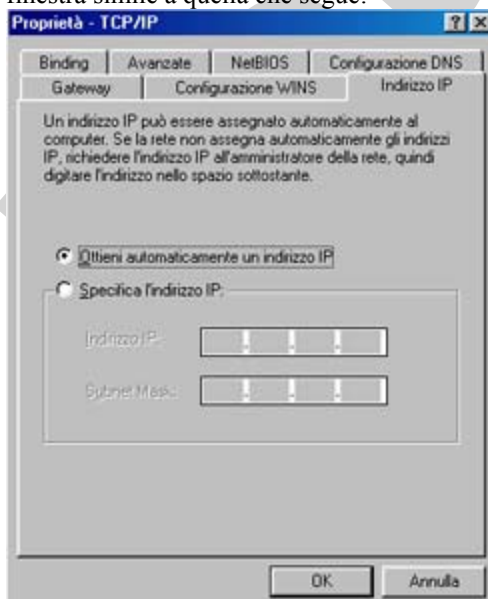 finestra simile a quella che segue:
Proprietà - TCP/IP
Binding Avanzate NetBIOS Configurazione DNS
Gateway Configurazione WINS Indirizzo IP
Un indirizzo IP può essere assegnato automaticamente al
computer. Se la rete non assegna automaticamente gli indirizzi
IP, richiedere l'indirizzo IP all'amministratore della rete, quindi
digitare l'indirizzo nello spazio sottostante.
Ottieni automaticamente un indirizzo IP
Specifica l'indirizzo IP:
Indirizzo IP:
Subnet Mask:
OK Annulla